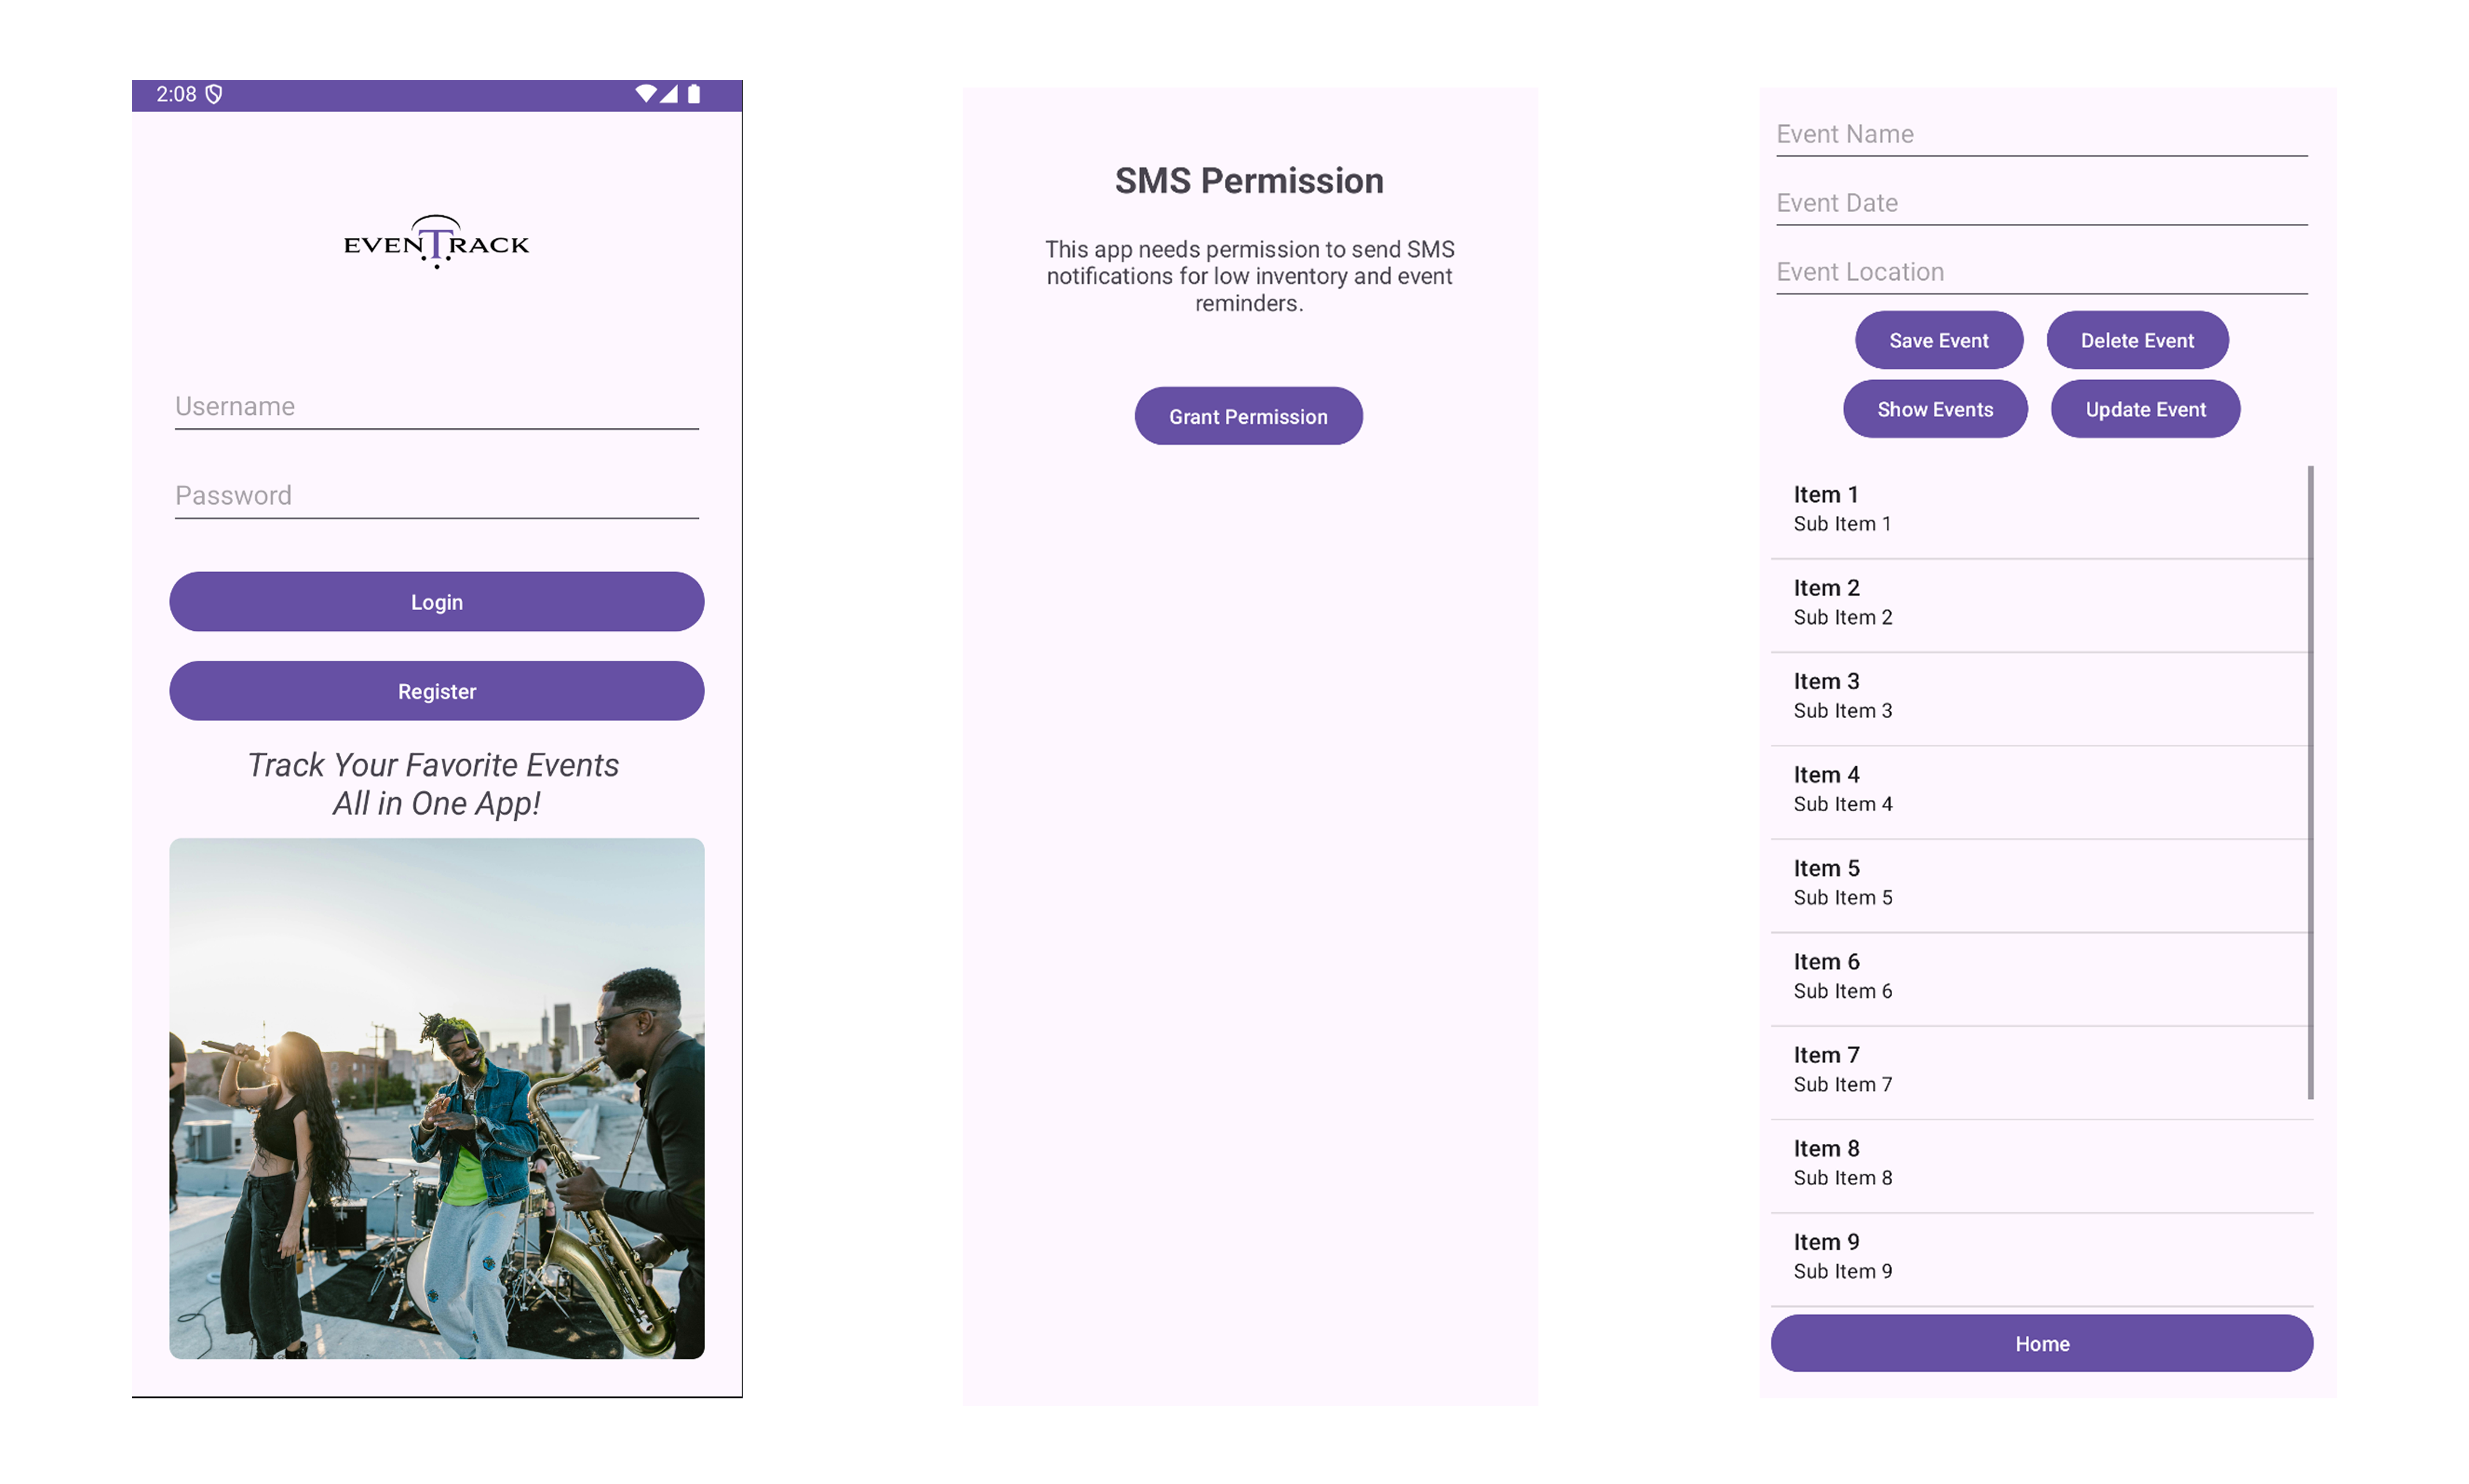 2:08
EVENTRACK
Username
Password
Login
Register
Track Your Favorite Events
All in One App!
SMS Permission
This app needs permission to send SMS
notifications for low inventory and event
reminders.
Grant Permission
Event Name
Event Date
Event Location
Save Event Delete Event
Show Events Update Event
Item 1
Sub Item 1
Item 2
Sub Item 2
Item 3
Sub Item 3
Item 4
Sub Item 4
Item 5
Sub Item 5
Item 6
Sub Item 6
Item 7
Sub Item 7
Item 8
Sub Item 8
Item 9
Sub Item 9
Home